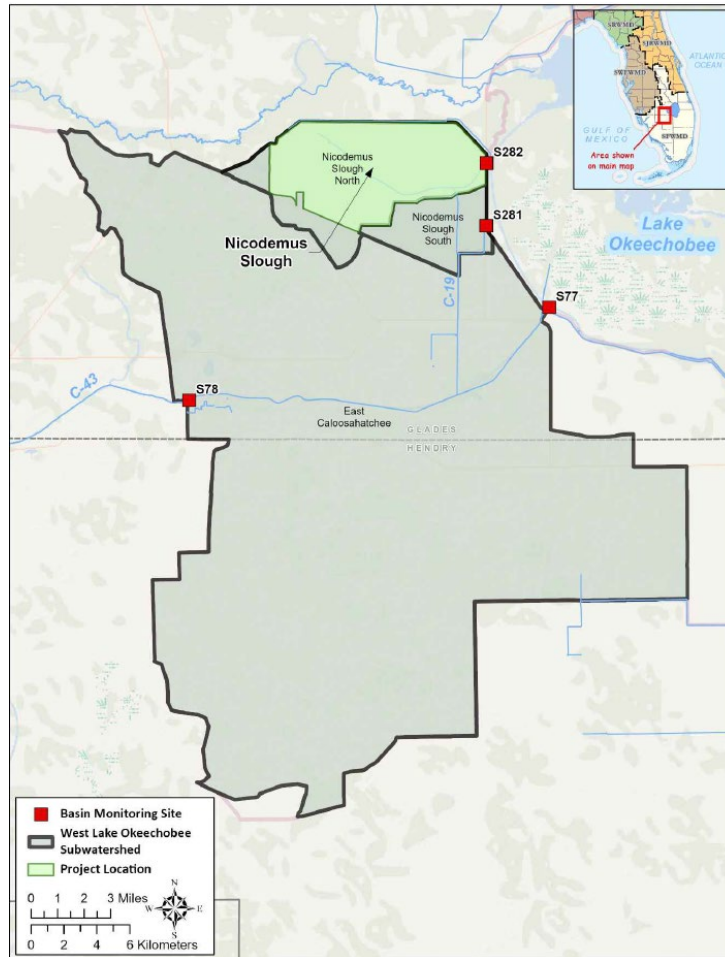 SRWMD
SJRWMD
SWFWMD
ATLANTIC
OCEAN
GULF OF
MEXICO
SFWMD
Area shown
on main map
S282
Nicodemus
Slough
North
S281
Nicodemus
Slough
South
Lake
Okeechobee
Nicodemus
Slough
C-19
S77
C-43
S78
East
Caloosahatchee
GLADES
HENDRY
Basin Monitoring Site
West Lake Okeechobee
Subwatershed
Project Location
0 1 2 3 Miles
0 2 4 6 Kilometers
N
W E
S